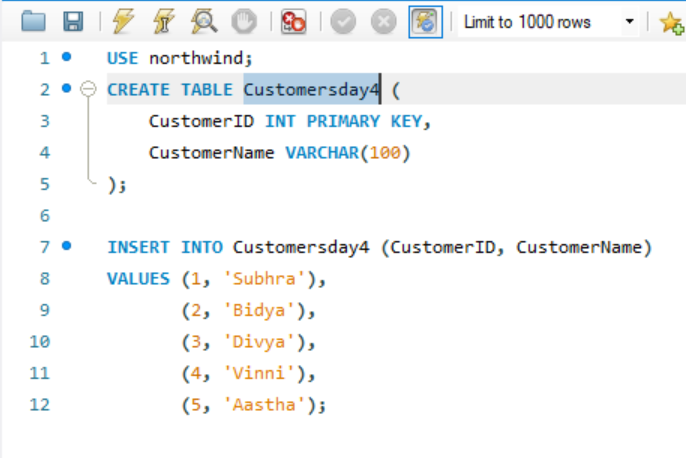 Limit to 1000 rows
1 USE northwind;
2 CREATE TABLE Customersday4 (
3 CustomerID INT PRIMARY KEY,
4 CustomerName VARCHAR(100)
5 );
6
7 INSERT INTO Customersday4 (CustomerID, CustomerName)
8 VALUES (1, 'Subhra'),
9 (2, 'Bidya'),
10 (3, 'Divya'),
11 (4, 'Vinni'),
12 (5, 'Aastha');